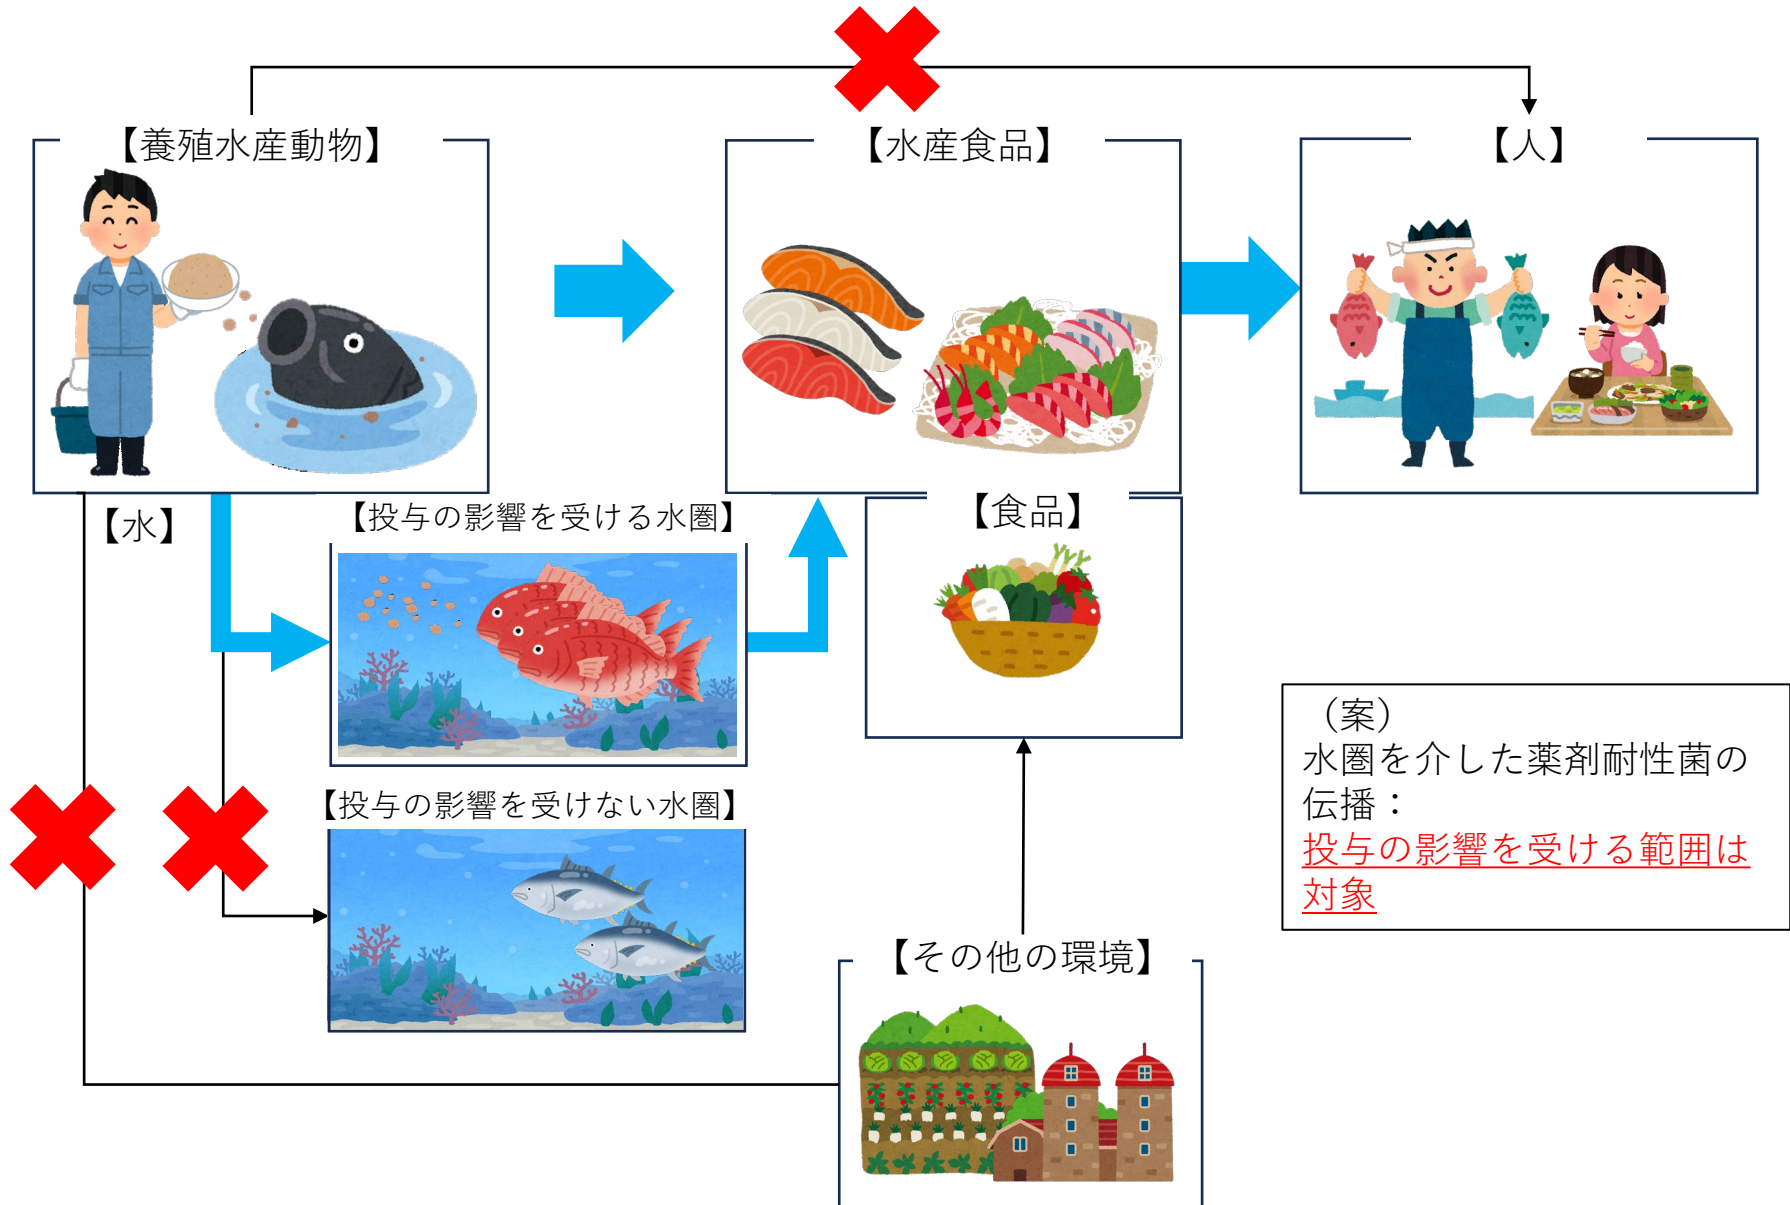 【養殖水産動物】
【水産食品】
【人】
【水】
【投与の影響を受ける水圏】
【食品】
【投与の影響を受けない水圏】
（案）
水圏を介した薬剤耐性菌の
伝播：
投与の影響を受ける範囲は
対象
【その他の環境】